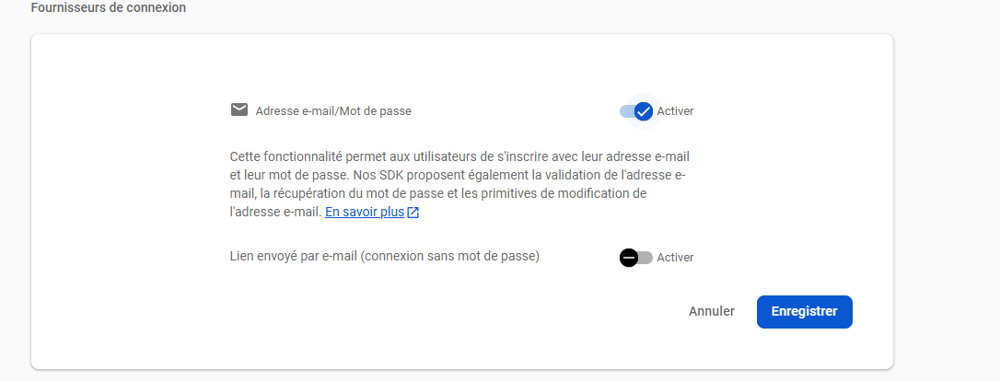 Fournisseurs de connexion
Adresse e-mail/Mot de passe
Activer
Cette fonctionnalité permet aux utilisateurs de s'inscrire avec leur adresse e-mail
et leur mot de passe. Nos SDK proposent également la validation de l'adresse e-
mail, la récupération du mot de passe et les primitives de modification de
l'adresse e-mail. En savoir plus
Lien envoyé par e-mail (connexion sans mot de passe)
Activer
Annuler
Enregistrer